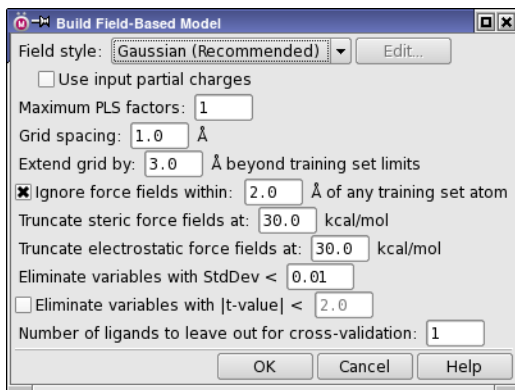 Build Field-Based Model
Field style: Gaussian (Recommended) Edit...
Use input partial charges
Maximum PLS factors: 1
Grid spacing: 1.0 Å
Extend grid by: 3.0 Å beyond training set limits
Ignore force fields within: 2.0 Å of any training set atom
Truncate steric force fields at: 30.0 kcal/mol
Truncate electrostatic force fields at: 30.0 kcal/mol
Eliminate variables with StdDev < 0.01
Eliminate variables with |t-value| < 2.0
Number of ligands to leave out for cross-validation: 1
OK Cancel Help